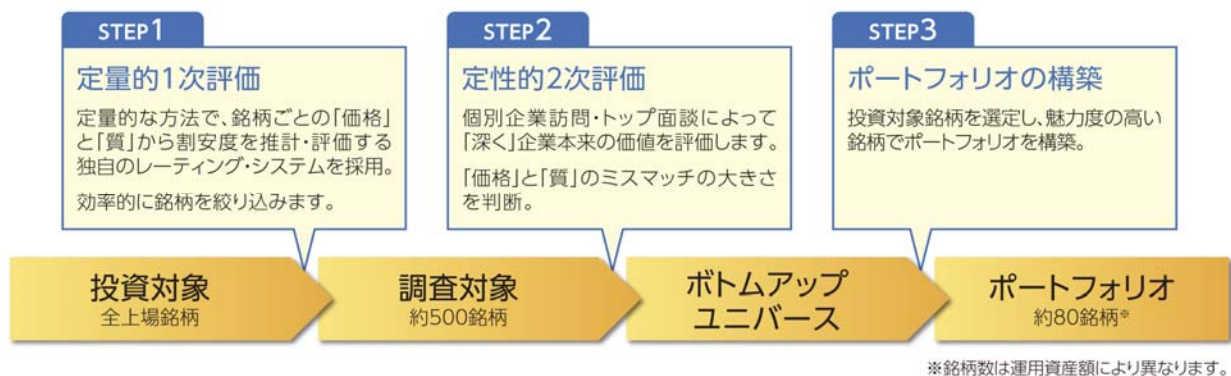 STEP1
定量的1次評価
定量的な方法で、銘柄ごとの「価格」
と「質」から割安度を推計・評価する
独自のレーティング・システムを採用。
効率的に銘柄を絞り込みます。
STEP2
定性的2次評価
個別企業訪問・トップ面談によって
「深く」企業本来の価値を評価します。
「価格」と「質」のミスマッチの大きさ
を判断。
STEP3
ポートフォリオの構築
投資対象銘柄を選定し、魅力度の高い
銘柄でポートフォリオを構築。
投資対象
全上場銘柄
調査対象
約500銘柄
ボトムアップ
ユニバース
ポートフォリオ
約80銘柄※
※銘柄数は運用資産額により異なります。